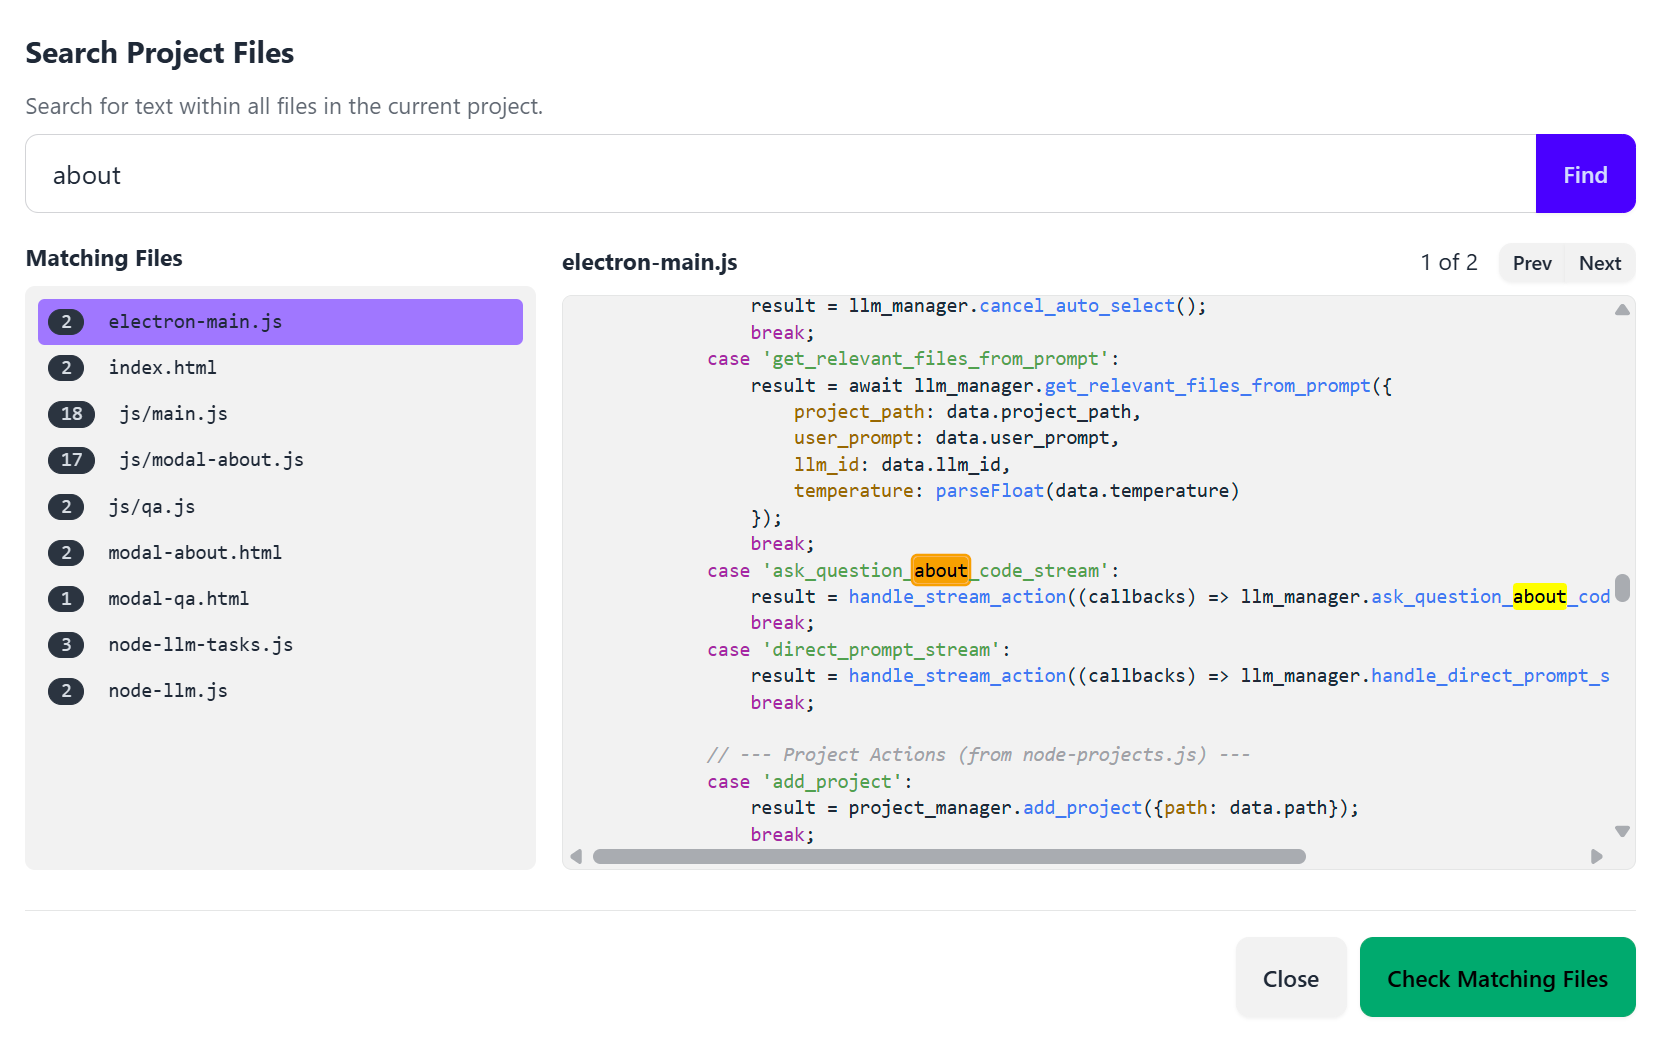 Search Project Files
Search for text within all files in the current project.
about
Find
Matching Files
2 electron-main.js
2 index.html
18 js/main.js
17 js/modal-about.js
2 js/qa.js
2 modal-about.html
1 modal-qa.html
3 node-llm-tasks.js
2 node-llm.js
electron-main.js
1 of 2
Prev Next
result = llm_manager.cancel_auto_select();
break;
case 'get_relevant_files_from_prompt':
result = await llm_manager.get_relevant_files_from_prompt({
project_path: data.project_path,
user_prompt: data.user_prompt,
llm_id: data.llm_id,
temperature: parseFloat(data.temperature)
});
break;
case 'ask_question_about_code_stream':
result = handle_stream_action((callbacks) => llm_manager.ask_question_about_cod
break;
case 'direct_prompt_stream':
result = handle_stream_action((callbacks) => llm_manager.handle_direct_prompt_s
break;
// --- Project Actions (from node-projects.js) ---
case 'add_project':
result = project_manager.add_project({path: data.path});
break;
Close
Check Matching Files